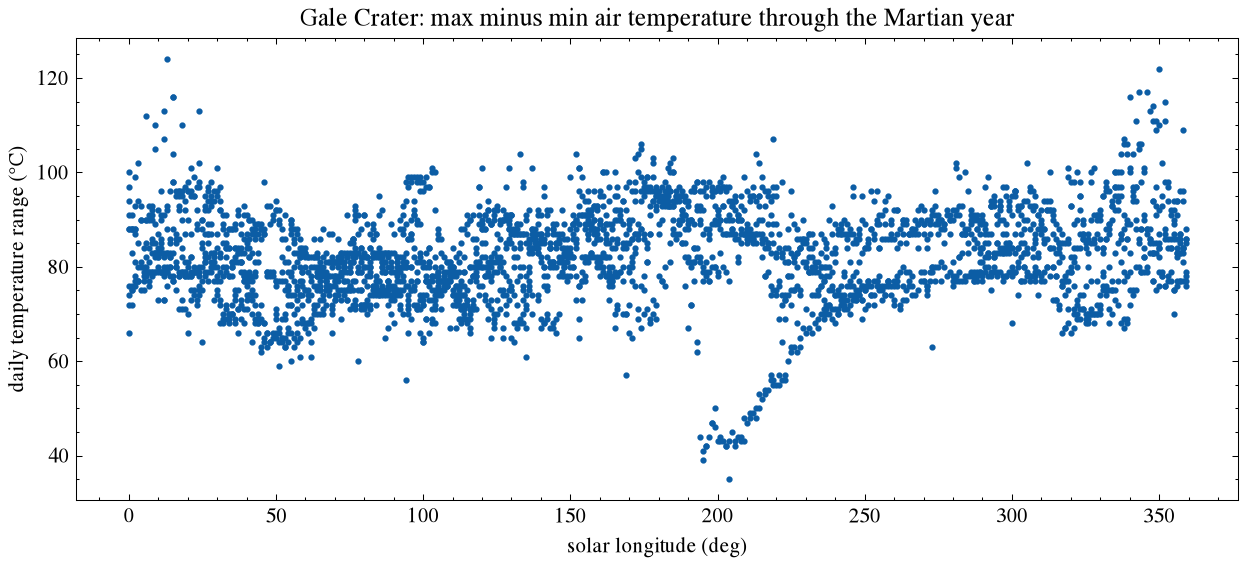 Gale Crater: max minus min air temperature through the Martian year
daily temperature range (°C)
120
100
80
60
40
0 50 100 150 200 250 300 350
solar longitude (deg)